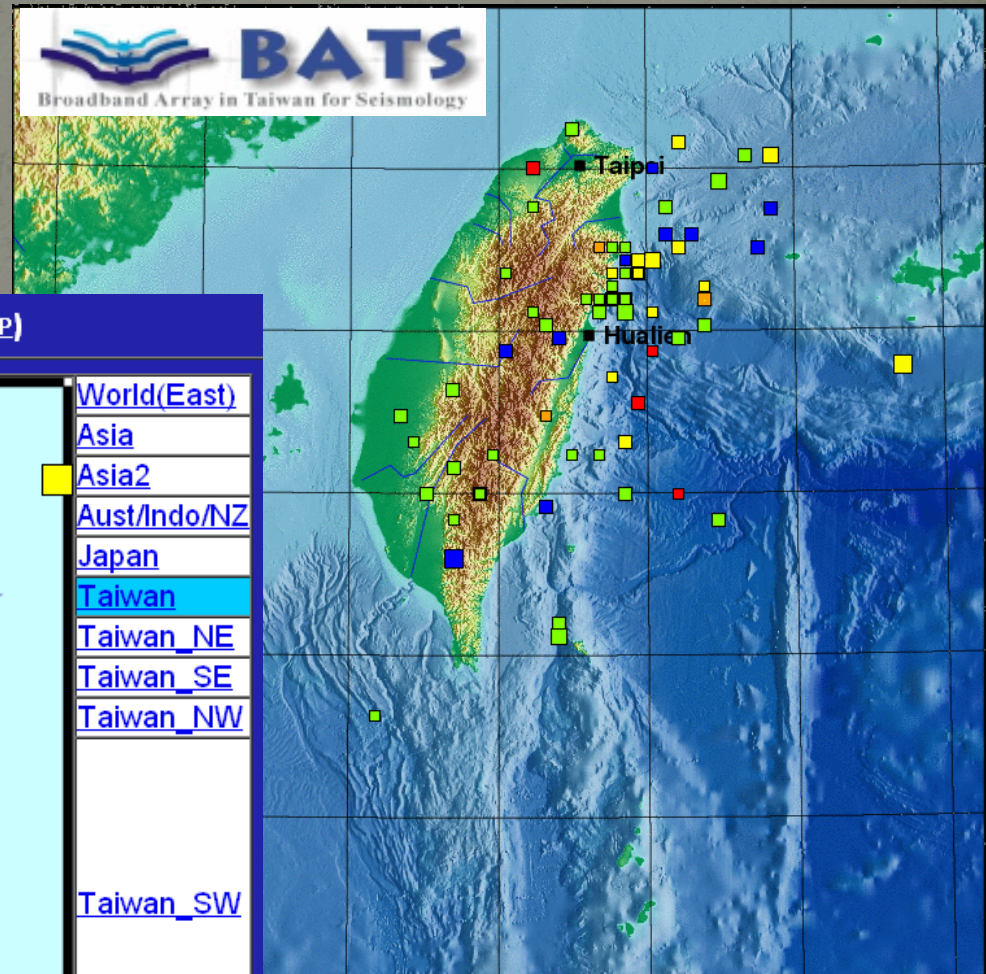 BATS
Broadband Array in Taiwan for Seismology
Taipei
P)
Hualien
World(East)
Asia
Asia2
Aust/Indo/NZ
Japan
Taiwan
Taiwan_NE
Taiwan_SE
Taiwan_NW
Taiwan_SW